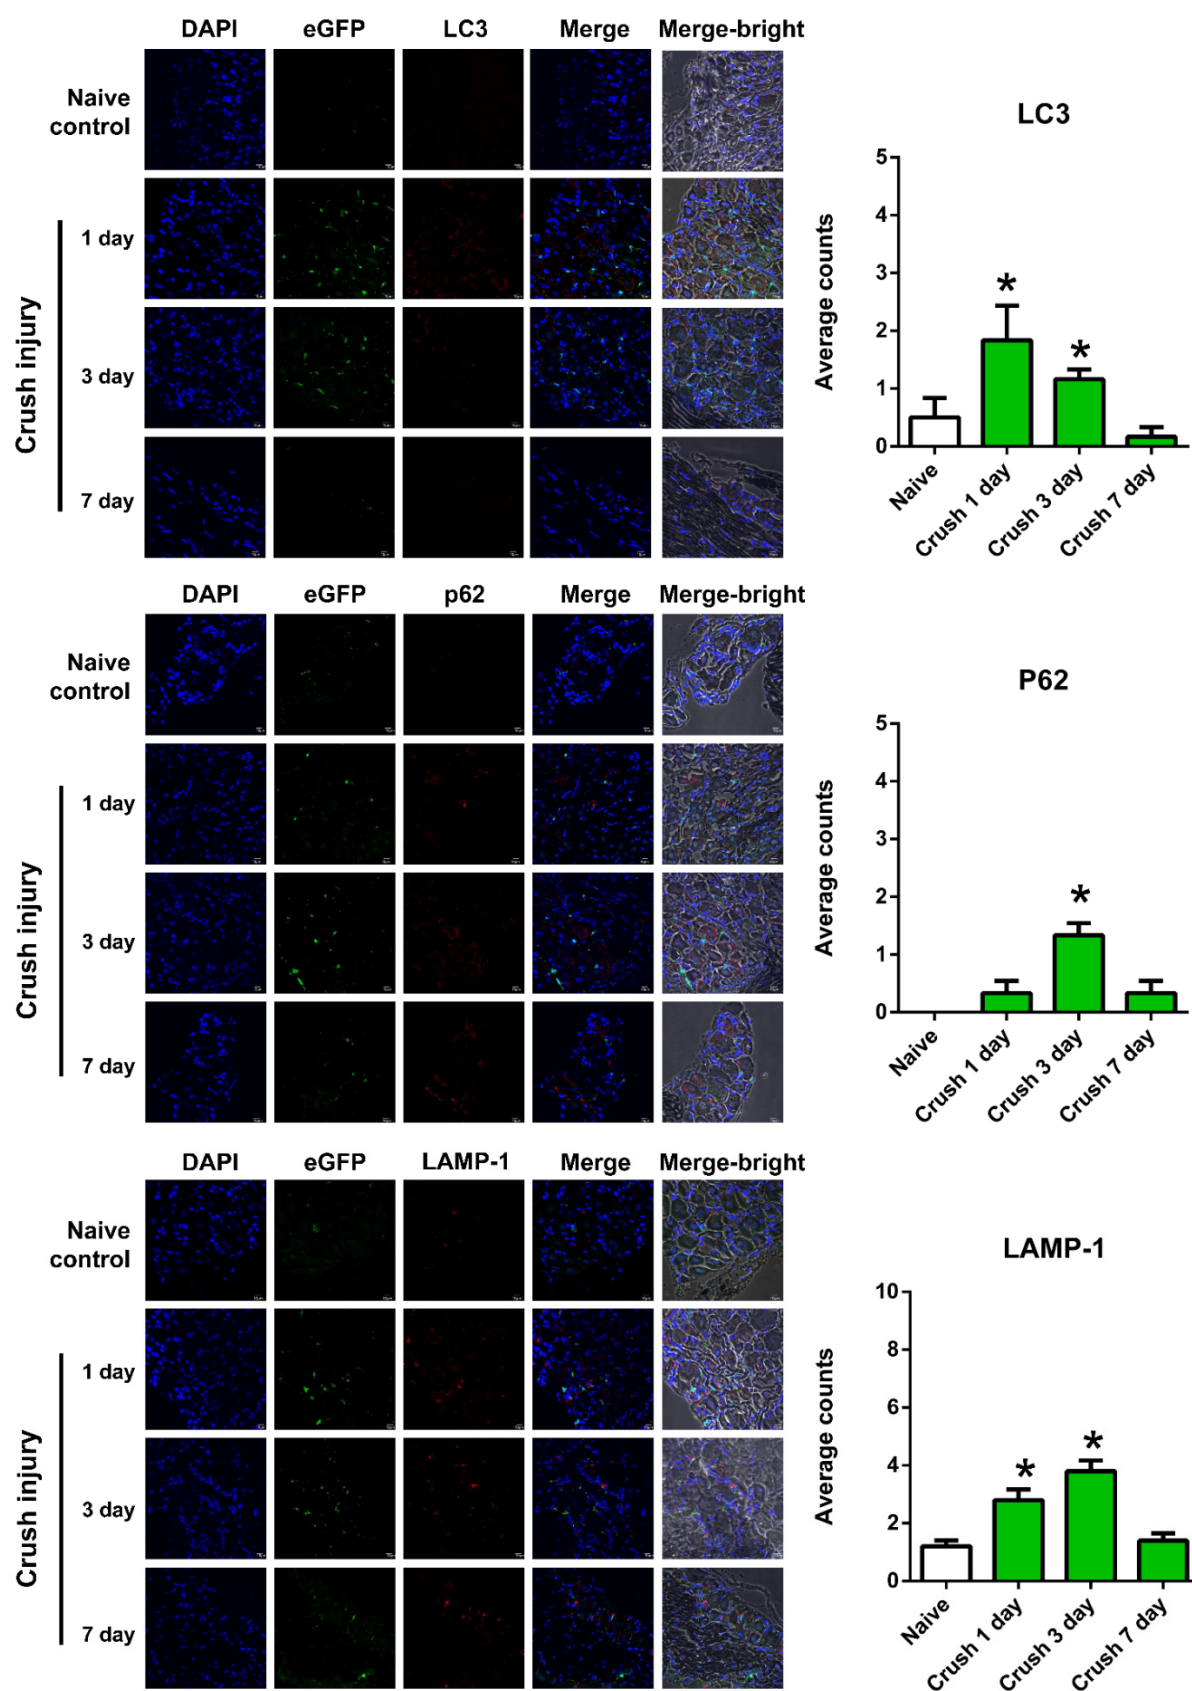 DAPI eGFP LC3 Merge Merge-bright
Naive
control
Crush injury
1 day
3 day
7 day
LC3
Average counts
5
4
3
2
1
0
*
*
Naive
Crush 1 day
Crush 3 day
Crush 7 day
DAPI eGFP p62 Merge Merge-bright
Naive
control
Crush injury
1 day
3 day
7 day
P62
Average counts
5
4
3
2
1
0
*
Naive
Crush 1 day
Crush 3 day
Crush 7 day
DAPI eGFP LAMP-1 Merge Merge-bright
Naive
control
Crush injury
1 day
3 day
7 day
LAMP-1
Average counts
10
8
6
4
2
0
*
*
Naive
Crush 1 day
Crush 3 day
Crush 7 day